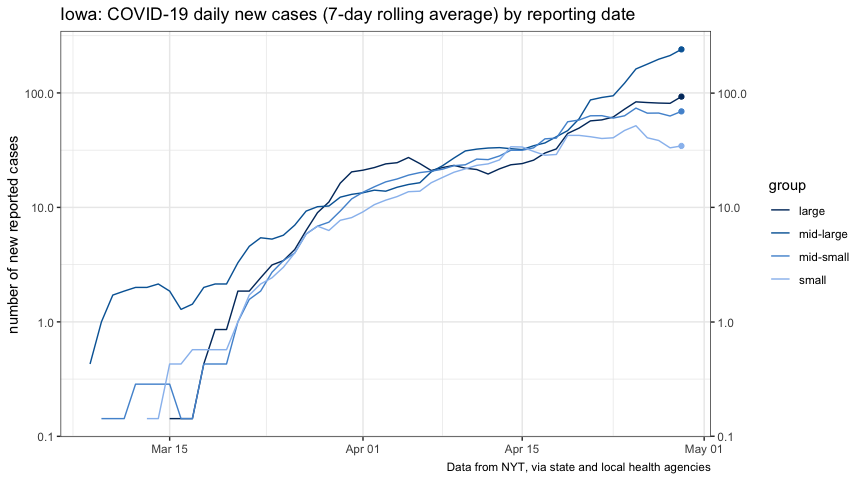 Iowa: COVID-19 daily new cases (7-day rolling average) by reporting date
number of new reported cases
100.0
10.0
1.0
0.1
100.0
10.0
1.0
0.1
Mar 15
Apr 01
Apr 15
May 01
group
large
mid-large
mid-small
small
Data from NYT, via state and local health agencies